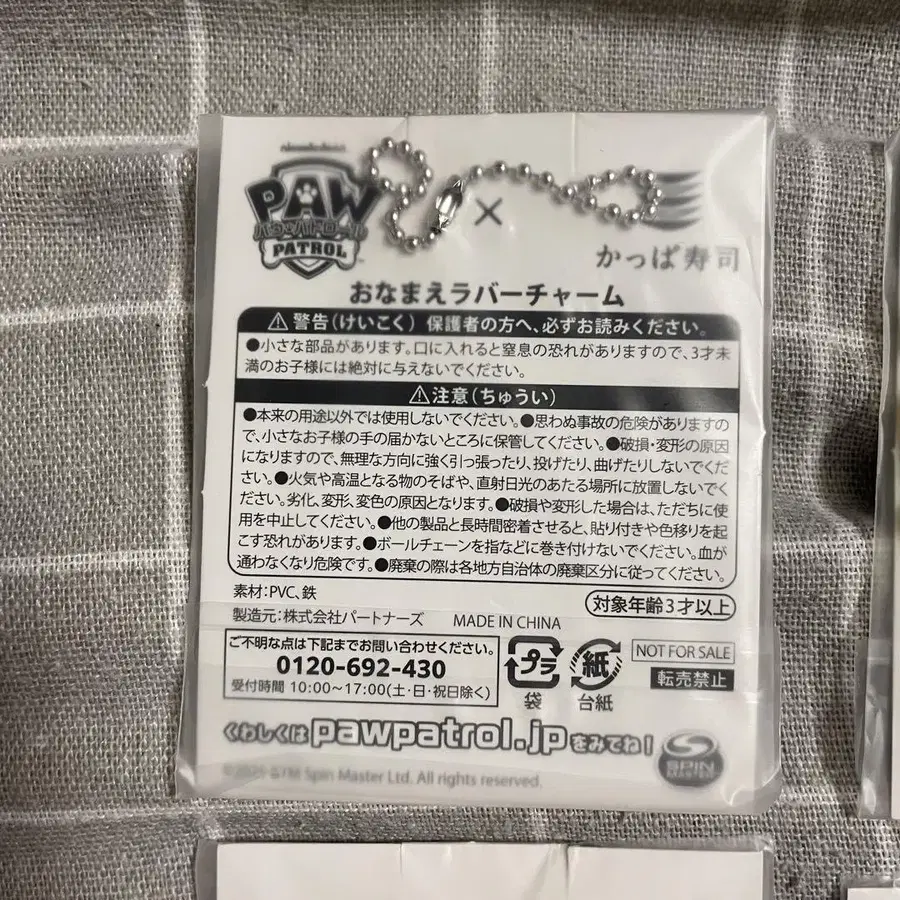 nickelodeon
PAW
パウ・パトロール
PATROL
×
かっぱ寿司
おなまえラバーチャーム
警告(けいこく) 保護者の方へ、必ずお読みください。
●小さな部品があります。口に入れると窒息の恐れがありますので、3才未
満のお子様には絶対に与えないでください。
注意(ちゅうい)
●本来の用途以外では使用しないでください。●思わぬ事故の危険がありますの
で、小さなお子様の手の届かないところに保管してください。●破損・変形の原因
になりますので、無理な方向に強く引っ張ったり、投げたり、曲げたりしないでくだ
さい。●火気や高温となる物のそばや、直射日光のあたる場所に放置しないでくだ
さい。劣化、変形、変色の原因となります。●破損や変形した場合は、ただちに使
用を中止してください。●他の製品と長時間密着させると、貼り付きや色移りを起
こす恐れがあります。●ボールチェーンを指などに巻き付けないでください。血が
通わなくなり危険です。●廃棄の際は各地方自治体の廃棄区分に従ってください。
素材:PVC、鉄
対象年齢3才以上
製造元:株式会社パートナーズ MADE IN CHINA
ご不明な点は下記までお問い合わせください。
0120-692-430
受付時間 10:00~17:00(土・日・祝日除く)
プラ
袋
紙
台紙
NOT FOR SALE
転売禁止
くわしくはpawpatrol.jpをみてね!
SPIN MASTER
Spin Master Ltd. All rights reserved.